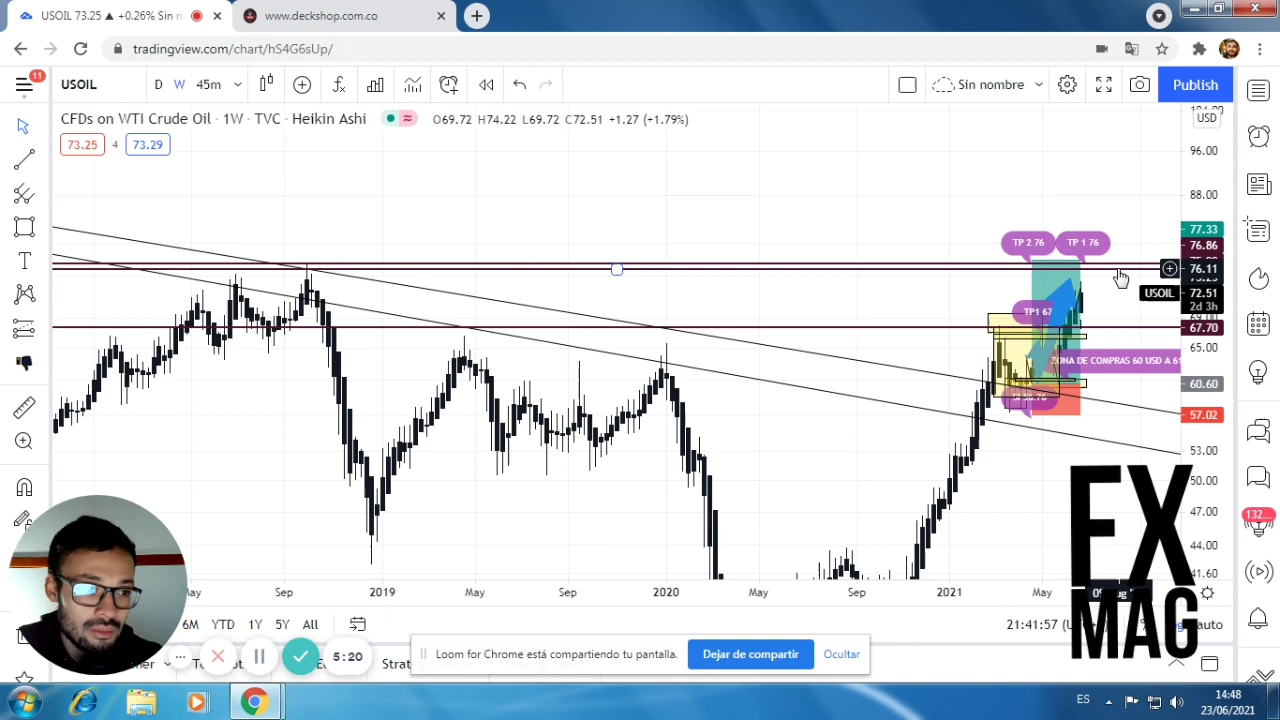 USOIL 73.25 ▲ +0.26% Sin n
www.deckshop.com.co
tradingview.com/chart/hS4G6sUp/
11
USOIL
D W 45m
Sin nombre
Publish
CFDs on WTI Crude Oil · 1W · TVC · Heikin Ashi
O69.72 H74.22 L69.72 C72.51 +1.27 (+1.79%)
USD
73.25 4 73.29
96.00
88.00
77.33
76.86
76.11
USOIL 72.51
2d 3h
67.70
65.00
60.60
57.02
53.00
50.00
47.00
44.00
41.60
TP 2 76
TP 1 76
TP1 67
ZONA DE COMPRAS 60 USD A 61
Sep 2019 May Sep 2020 May Sep 2021 May
6M YTD 1Y 5Y All
21:41:57
auto
132...
EX
MAG
5:20
Loom for Chrome está compartiendo tu pantalla.
Dejar de compartir
Ocultar
ES
14:48
23/06/2021